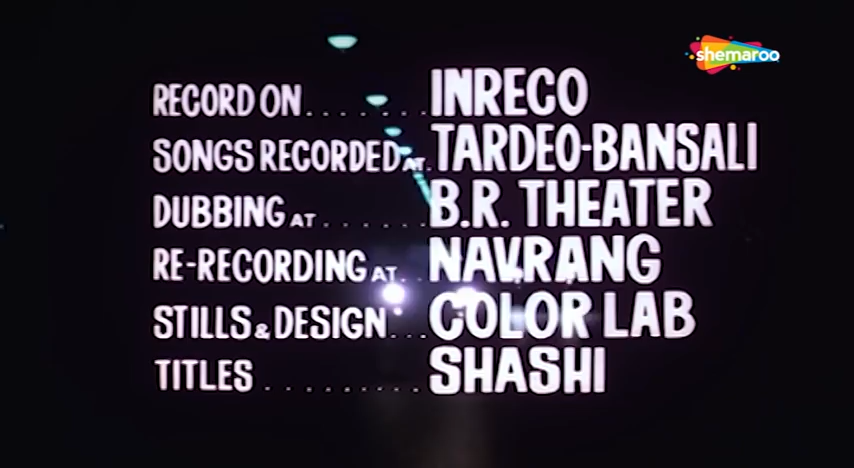 shemaroo
RECORD ON........INRECO
SONGS RECORDED AT..TARDEO-BANSALI
DUBBING AT.......B.R. THEATER
RE-RECORDING AT..NAVRANG
STILLS & DESIGN...COLOR LAB
TITLES..........SHASHI